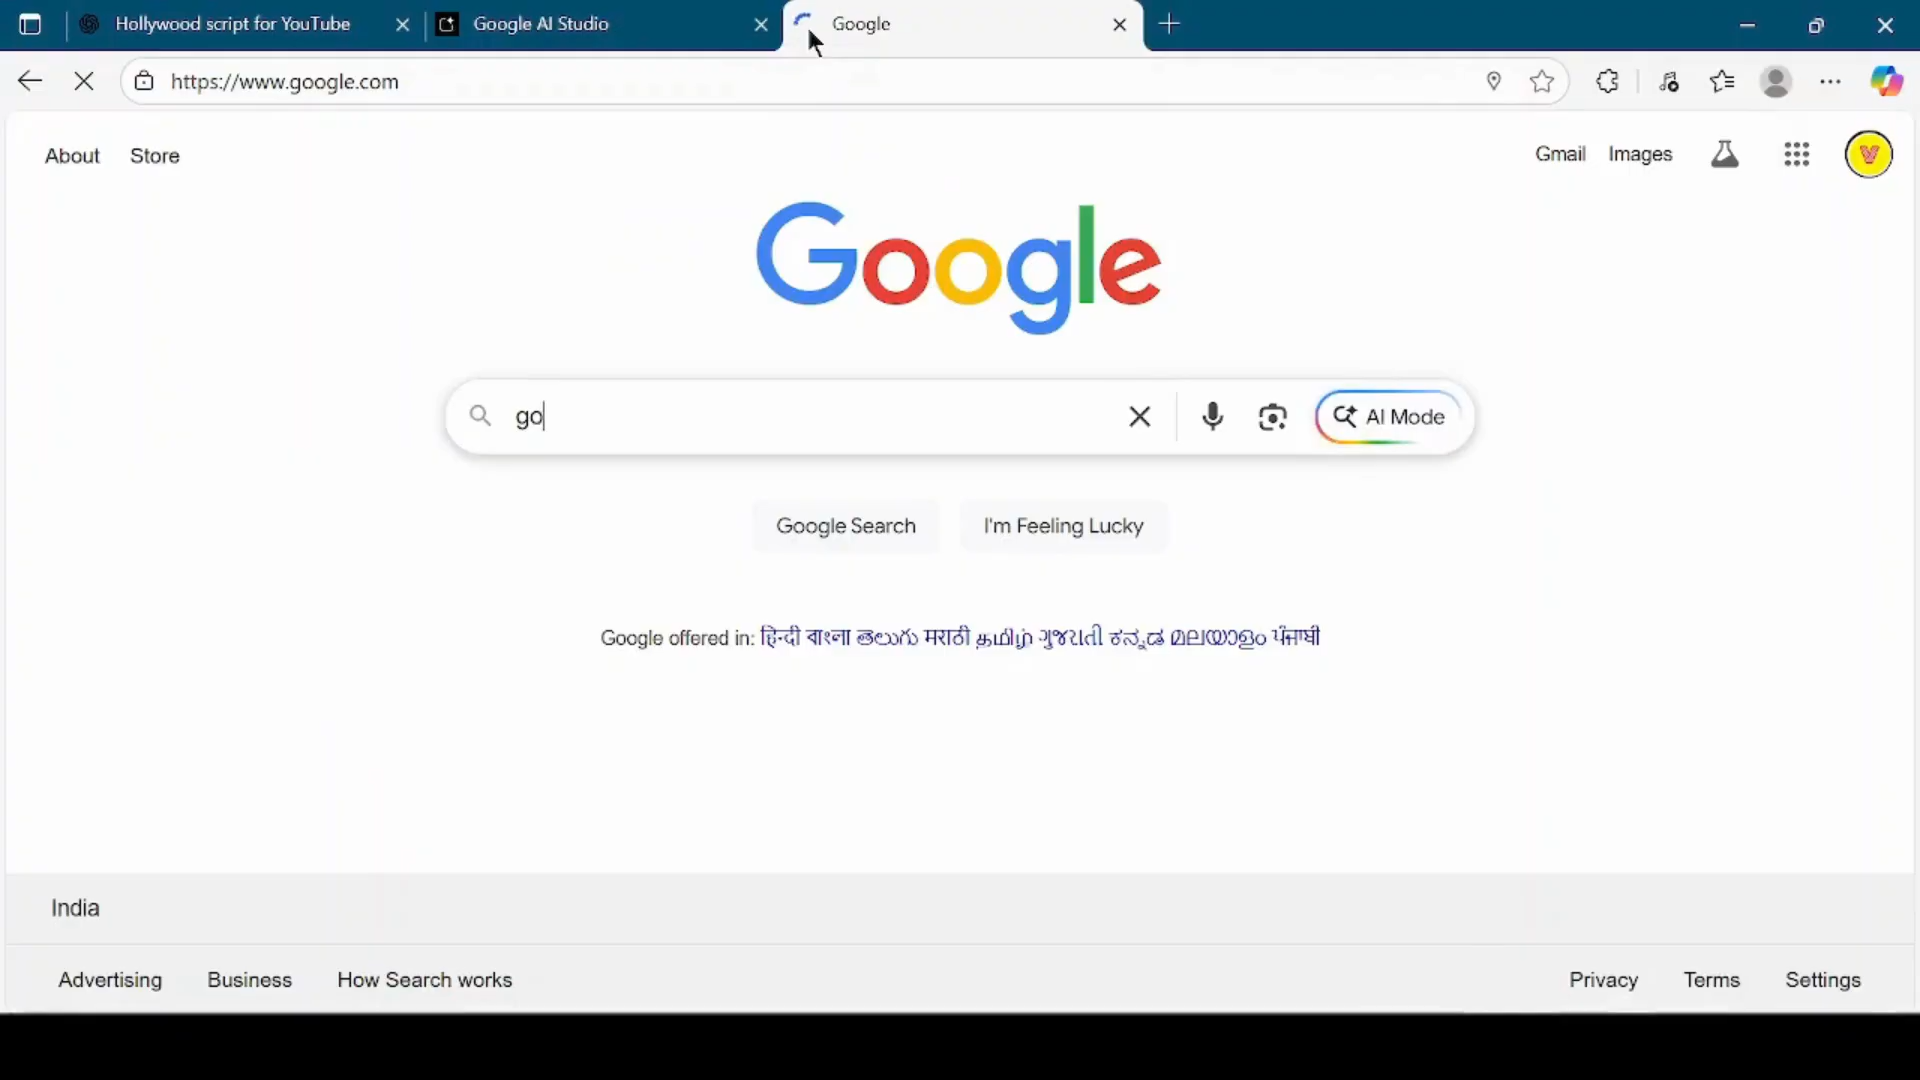 Hollywood script for YouTube
Google AI Studio
Google
https://www.google.com
About Store
Gmail Images
V
Google
go
AI Mode
Google Search
I'm Feeling Lucky
Google offered in: हिन्दी বাংলা తెలుగు मराठी தமிழ் ગુજરાતી ಕನ್ನಡ മലയാളം ਪੰਜਾਬੀ
India
Advertising Business How Search works
Privacy Terms Settings